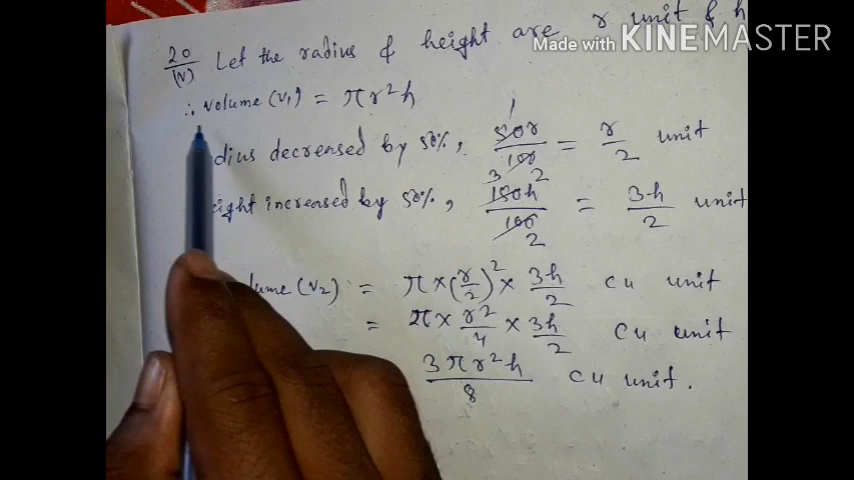 20/(V) Let the radius & height are r unit & h
Made with KINEMASTER
∴ Volume (V₁) = πr²h
dius decreased by 50%, 50r/100 = r/2 unit
eight increased by 50%, 150h/100 = 3h/2 unit
lume (V₂) = π × (r/2)² × 3h/2 cu unit
= π × r²/4 × 3h/2 cu unit
3πr²h/8 cu unit.